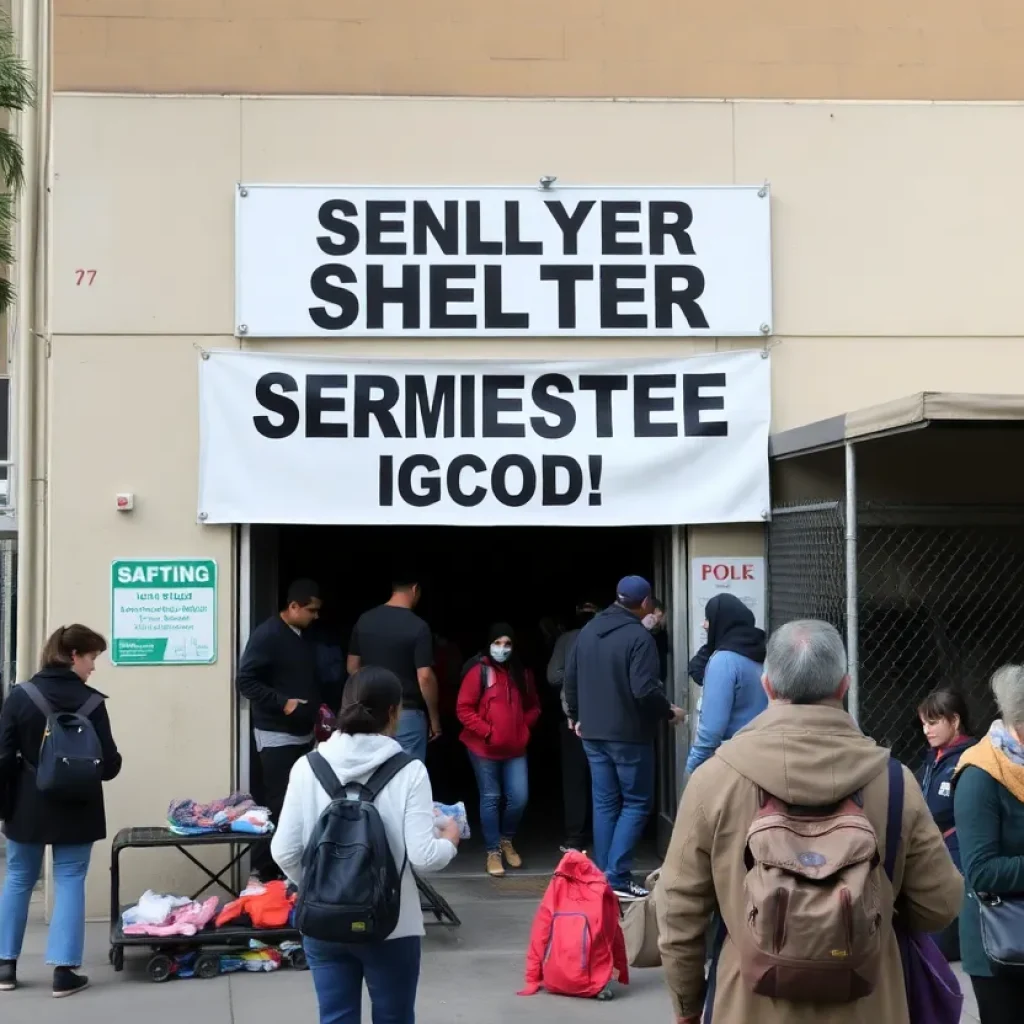 SENLLYER
SHELTER
77
SERMIESTEE
IGCOD!
SAFTING
POLE